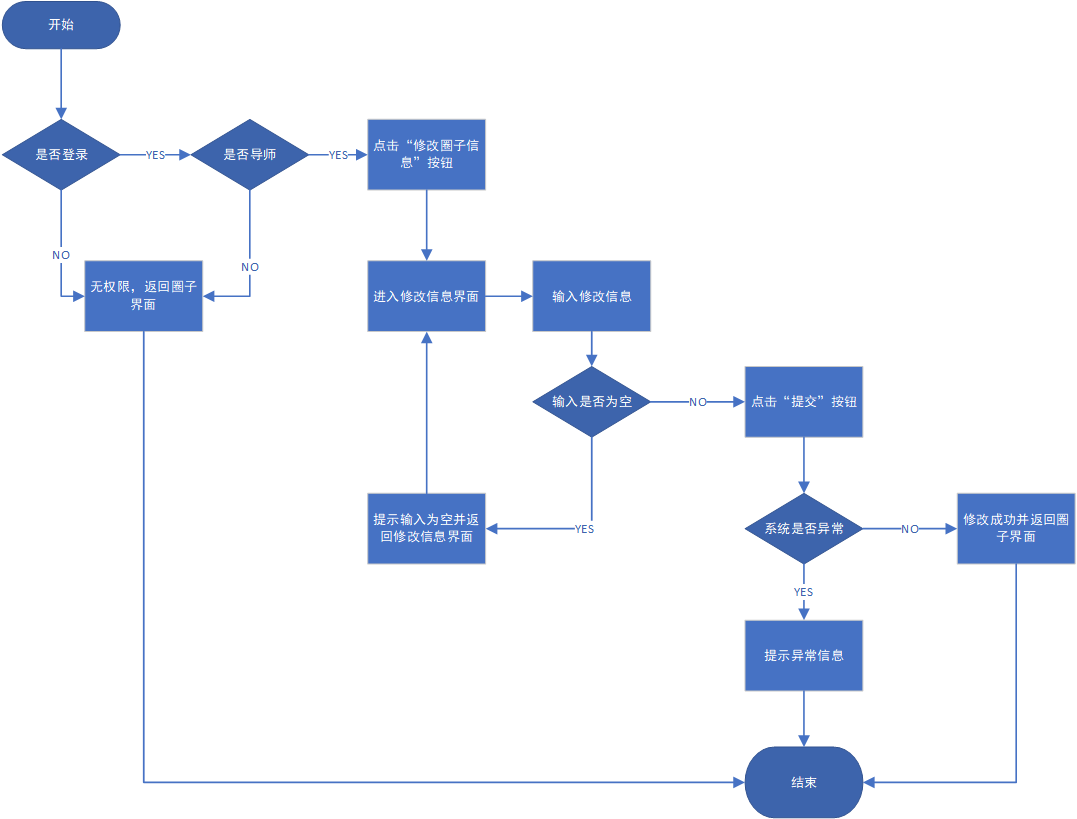 开始
是否登录
YES
是否导师
YES
点击“修改圈子信
息”按钮
NO
NO
无权限，返回圈子
界面
进入修改信息界面
输入修改信息
输入是否为空
NO
点击“提交”按钮
提示输入为空并返
回修改信息界面
YES
系统是否异常
NO
修改成功并返回圈
子界面
YES
提示异常信息
结束